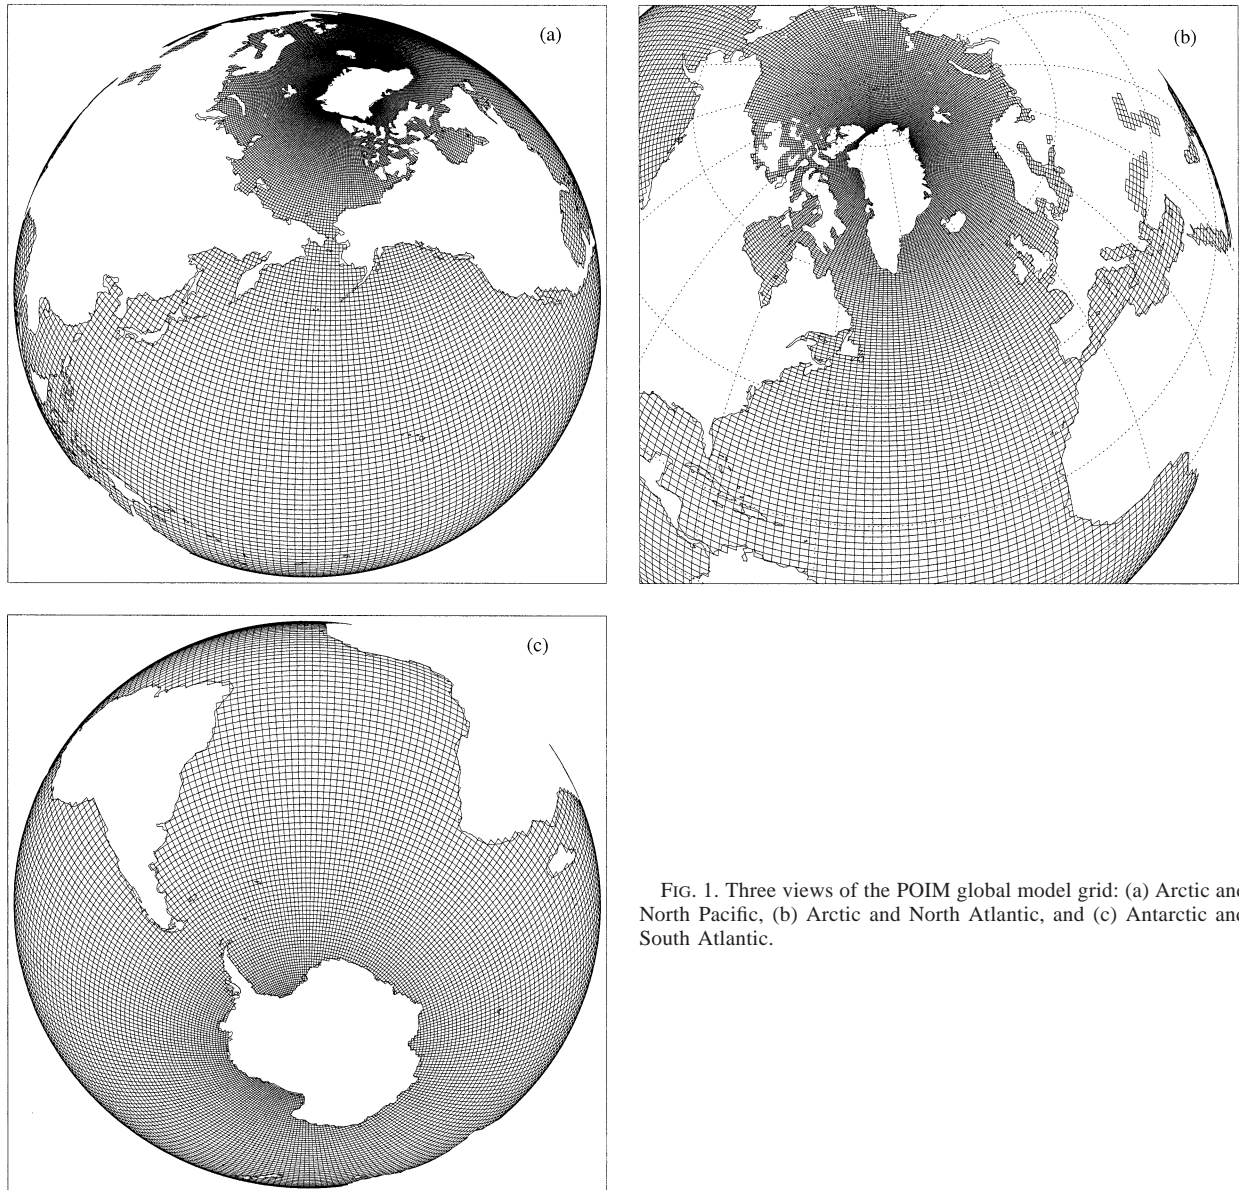 (a)
(b)
(c)
FIG. 1. Three views of the POIM global model grid: (a) Arctic and
North Pacific, (b) Arctic and North Atlantic, and (c) Antarctic and
South Atlantic.